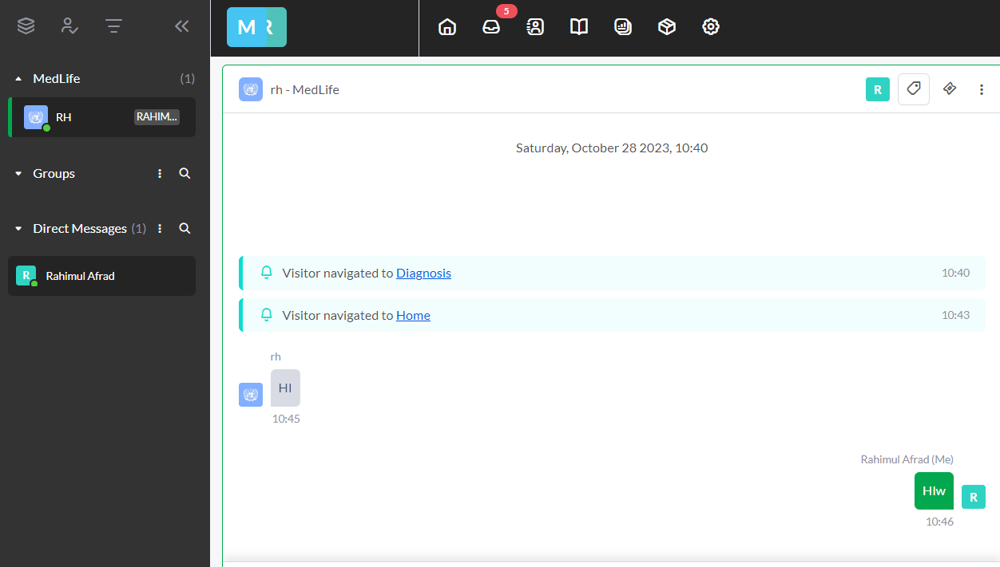 MR
5
MedLife (1)
RH RAHIM...
Groups
Direct Messages (1)
R Rahimul Afrad
rh - MedLife R
Saturday, October 28 2023, 10:40
Visitor navigated to Diagnosis 10:40
Visitor navigated to Home 10:43
rh
HI
10:45
Rahimul Afrad (Me)
Hlw
R
10:46